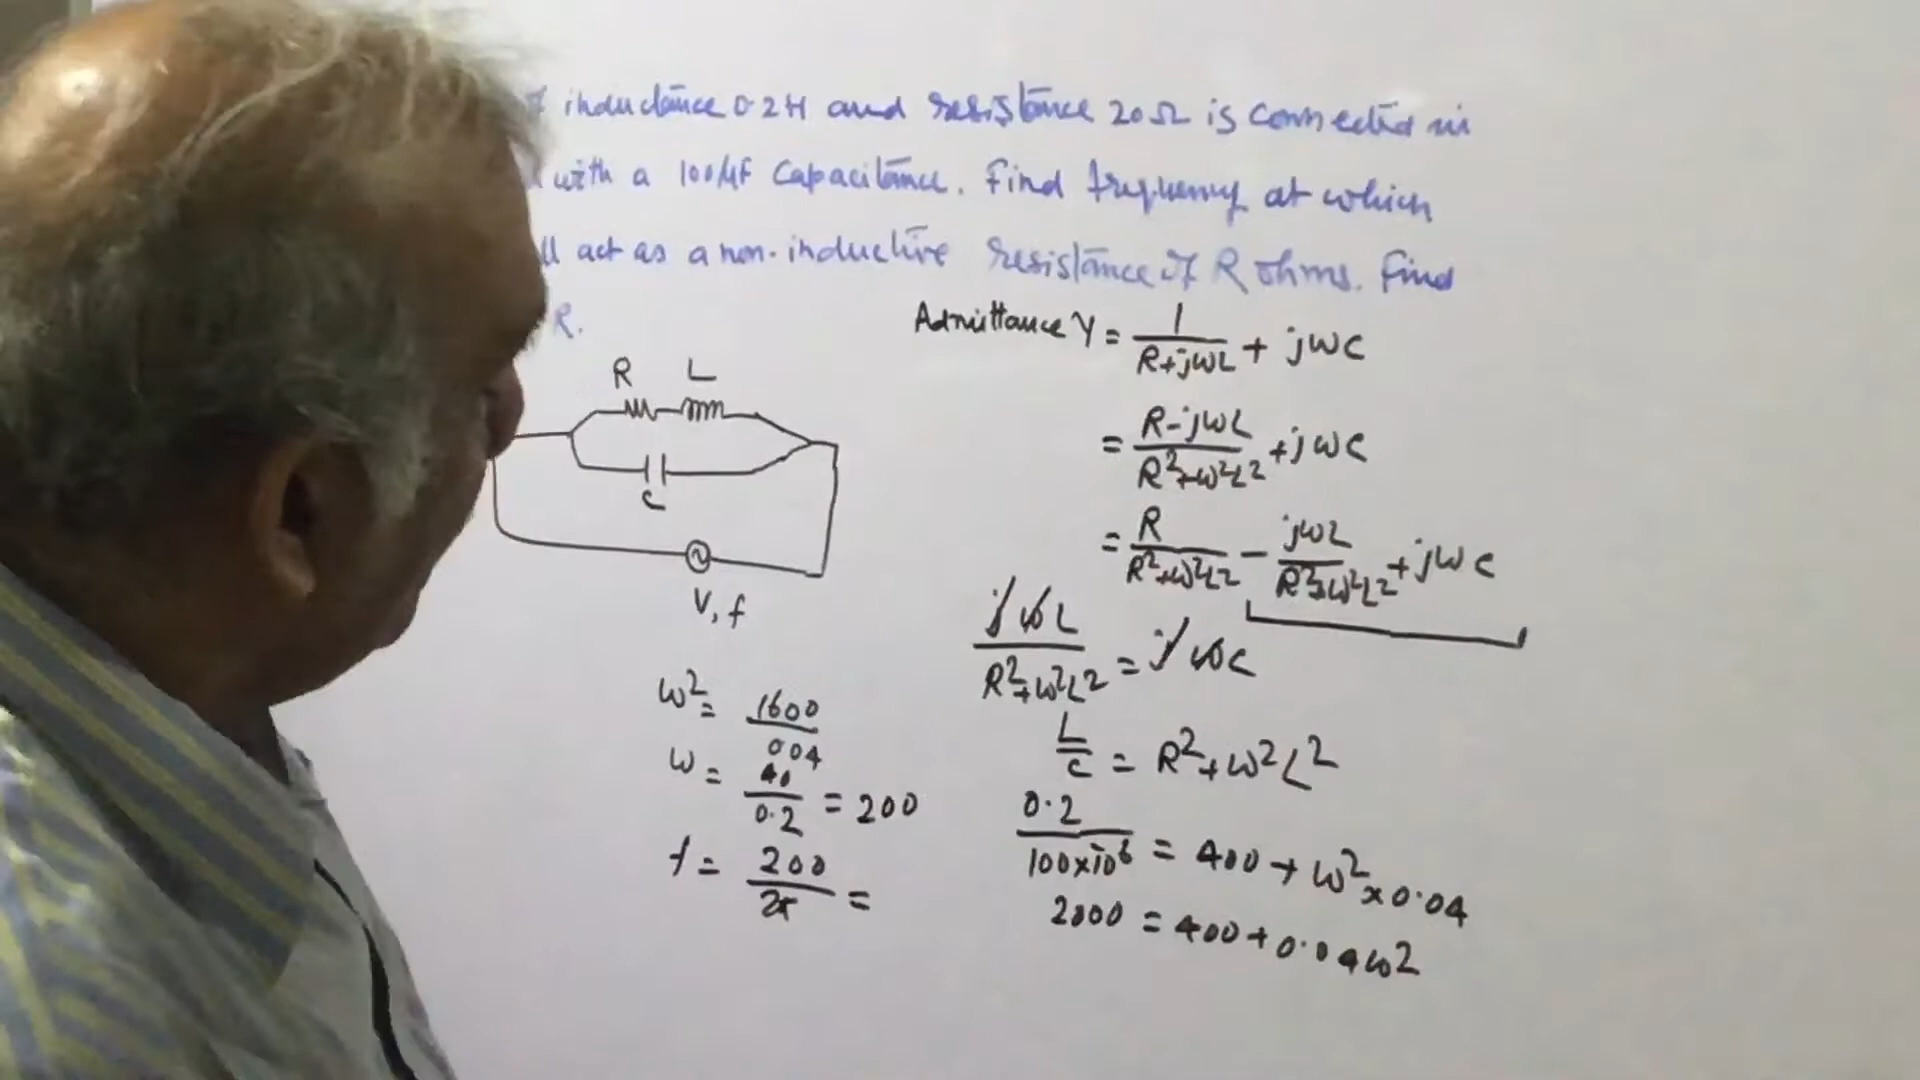 inductance 0.2H and resistance 20Ω is connected in
with a 100μF Capacitance. Find frequency at which
ll act as a non-inductive resistance of R ohms. Find
R.
Admittance Y = 1/(R+jωL) + jωC
= (R-jωL)/(R²+ω²L²) + jωC
= R/(R²+ω²L²) - jωL/(R²+ω²L²) + jωC
R L
C
V, f
jωL/(R²+ω²L²) = jωC
L/C = R²+ω²L²
0.2/(100×10⁻⁶) = 400 + ω²×0.04
2000 = 400 + 0.04ω²
ω² = 1600/0.04
ω = 40/0.2 = 200
f = 200/2π =